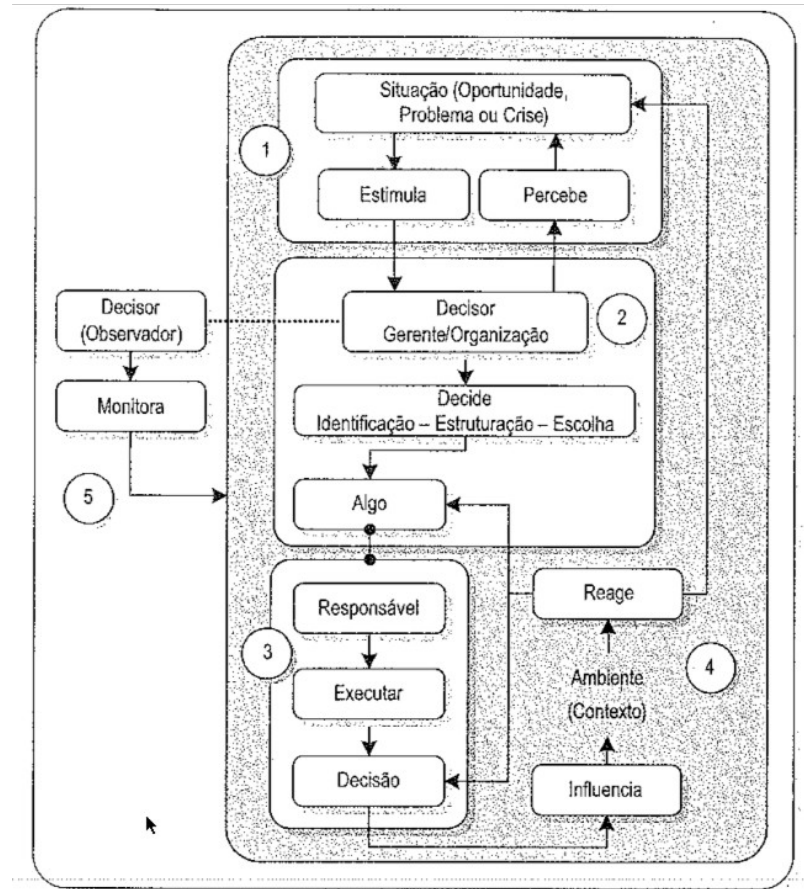 Situação (Oportunidade,
Problema ou Crise)
1
Estimula
Percebe
Decisor
(Observador)
Decisor
Gerente/Organização
2
Monitora
Decide
Identificação – Estruturação – Escolha
5
Algo
Responsável
Reage
3
4
Executar
Ambiente
(Contexto)
Decisão
Influencia